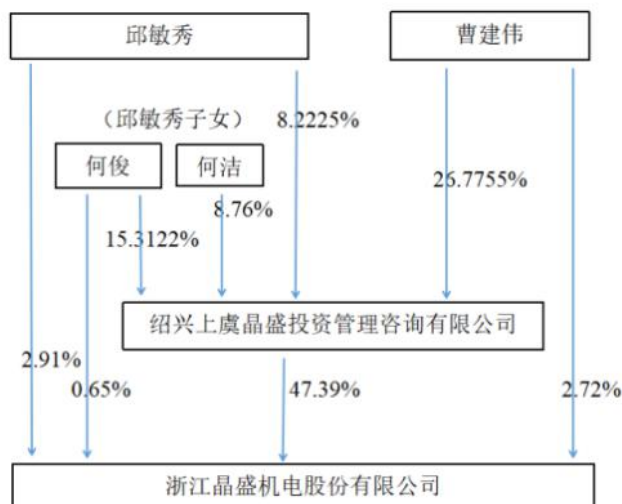 邱敏秀
曹建伟
（邱敏秀子女）
8.2225%
何俊
何洁
26.7755%
8.76%
15.3122%
绍兴上虞晶盛投资管理咨询有限公司
2.91%
0.65%
47.39%
2.72%
浙江晶盛机电股份有限公司